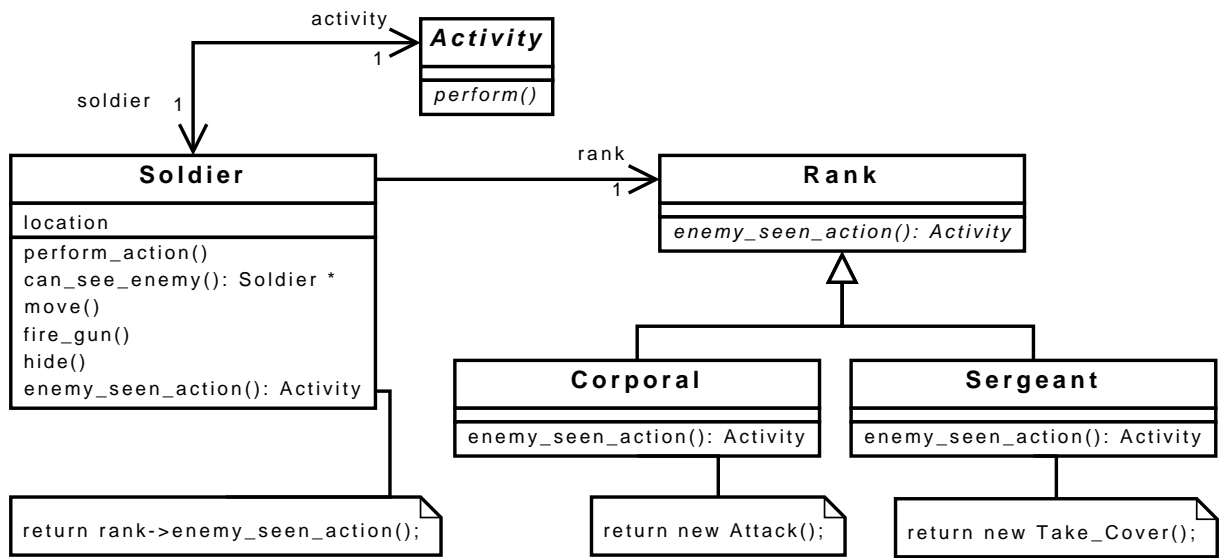 activity
Activity
1
perform()
soldier 1
Soldier
location
perform_action()
can_see_enemy(): Soldier *
move()
fire_gun()
hide()
enemy_seen_action(): Activity
return rank->enemy_seen_action();
rank
1
Rank
enemy_seen_action(): Activity
Corporal
enemy_seen_action(): Activity
return new Attack();
Sergeant
enemy_seen_action(): Activity
return new Take_Cover();